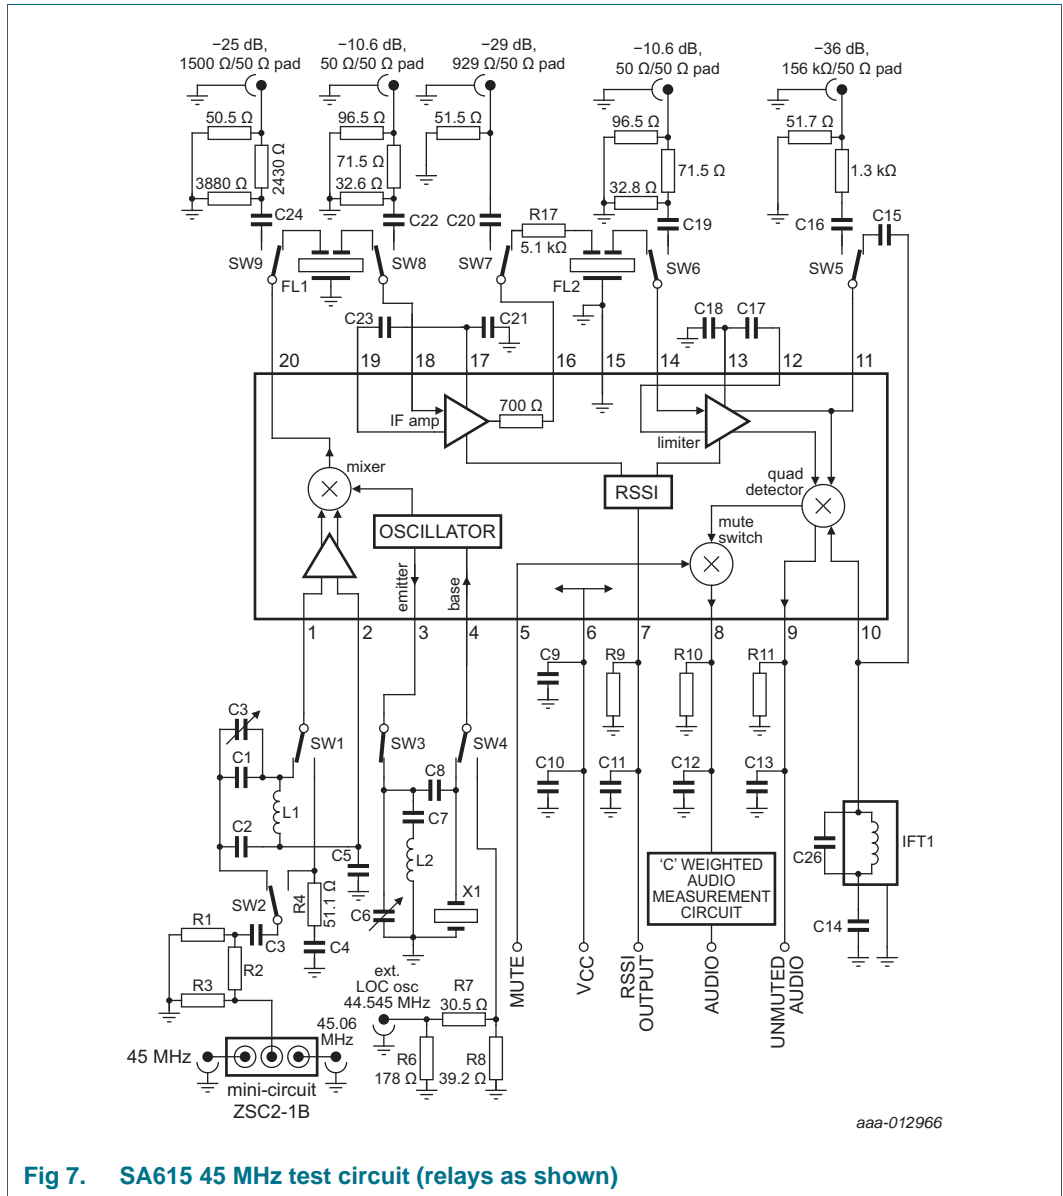 −25 dB,
1500 Ω/50 Ω pad
−10.6 dB,
50 Ω/50 Ω pad
−29 dB,
929 Ω/50 Ω pad
−10.6 dB,
50 Ω/50 Ω pad
−36 dB,
156 kΩ/50 Ω pad
50.5 Ω
96.5 Ω
51.5 Ω
96.5 Ω
51.7 Ω
2430 Ω
71.5 Ω
71.5 Ω
1.3 kΩ
3880 Ω
32.6 Ω
32.8 Ω
C24
C22
C20
R17
5.1 kΩ
C19
C16
C15
SW9
FL1
SW8
SW7
FL2
SW6
SW5
C23
C21
C18
C17
20
19
18
17
16
15
14
13
12
11
IF amp
700 Ω
limiter
mixer
RSSI
quad
detector
OSCILLATOR
mute
switch
emitter
base
1
2
3
4
5
6
7
8
9
10
C9
R9
R10
R11
C3
SW1
SW3
SW4
C1
L1
C8
C10
C11
C12
C13
C7
C2
C5
L2
C26
IFT1
SW2
R4
51.1 Ω
C6
X1
'C' WEIGHTED
AUDIO
MEASUREMENT
CIRCUIT
R1
C3
C4
C14
R2
R3
ext.
LOC osc
44.545 MHz
R7
30.5 Ω
MUTE
VCC
RSSI
OUTPUT
AUDIO
UNMUTED
AUDIO
45.06
MHz
45 MHz
R6
178 Ω
R8
39.2 Ω
mini-circuit
ZSC2-1B
aaa-012966
Fig 7. SA615 45 MHz test circuit (relays as shown)